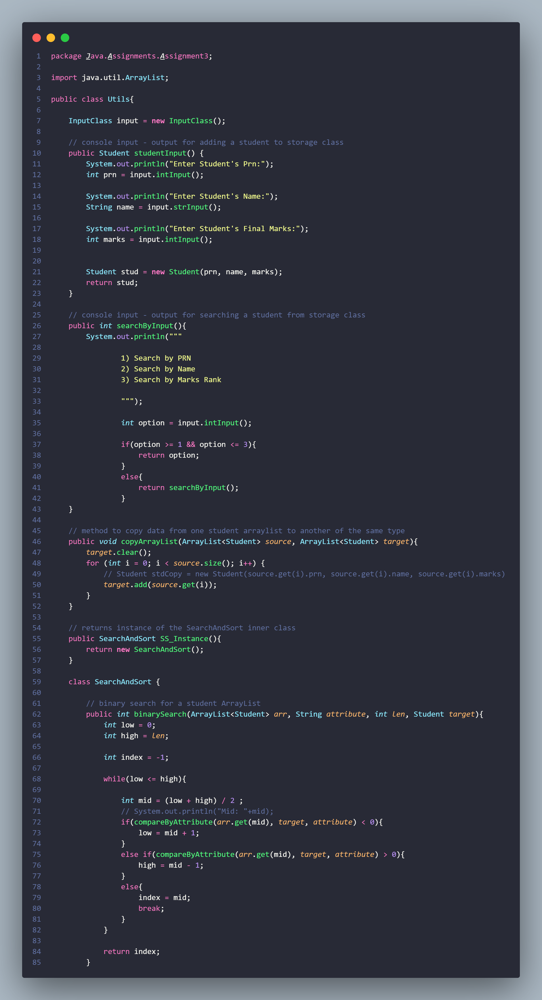 1 package Java.Assignments.Assignment3;
2
3 import java.util.ArrayList;
4
5 public class Utils{
6
7     InputClass input = new InputClass();
8
9     // console input - output for adding a student to storage class
10     public Student studentInput() {
11         System.out.println("Enter Student's Prn:");
12         int prn = input.intInput();
13
14         System.out.println("Enter Student's Name:");
15         String name = input.strInput();
16
17         System.out.println("Enter Student's Final Marks:");
18         int marks = input.intInput();
19
20
21         Student stud = new Student(prn, name, marks);
22         return stud;
23     }
24
25     // console input - output for searching a student from storage class
26     public int searchByInput(){
27         System.out.println("""
28
29                 1) Search by PRN
30                 2) Search by Name
31                 3) Search by Marks Rank
32
33                 """);
34
35                 int option = input.intInput();
36
37                 if(option >= 1 && option <= 3){
38                     return option;
39                 }
40                 else{
41                     return searchByInput();
42                 }
43     }
44
45     // method to copy data from one student arraylist to another of the same type
46     public void copyArrayList(ArrayList<Student> source, ArrayList<Student> target){
47         target.clear();
48         for (int i = 0; i < source.size(); i++) {
49             // Student stdCopy = new Student(source.get(i).prn, source.get(i).name, source.get(i).marks)
50             target.add(source.get(i));
51         }
52     }
53
54     // returns instance of the SearchAndSort inner class
55     public SearchAndSort SS_Instance(){
56         return new SearchAndSort();
57     }
58
59     class SearchAndSort {
60
61         // binary search for a student ArrayList
62         public int binarySearch(ArrayList<Student> arr, String attribute, int len, Student target){
63             int low = 0;
64             int high = len;
65
66             int index = -1;
67
68             while(low <= high){
69
70                 int mid = (low + high) / 2 ;
71                 // System.out.println("Mid: "+mid);
72                 if(compareByAttribute(arr.get(mid), target, attribute) < 0){
73                     low = mid + 1;
74                 }
75                 else if(compareByAttribute(arr.get(mid), target, attribute) > 0){
76                     high = mid - 1;
77                 }
78                 else{
79                     index = mid;
80                     break;
81                 }
82             }
83
84             return index;
85         }